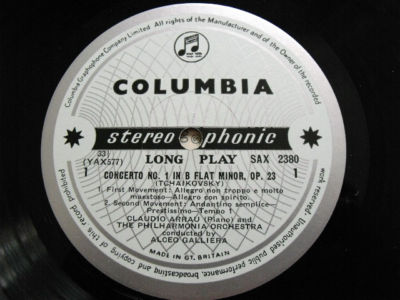 Columbia Graphophone Company Limited. All rights of the Manufacturer and of the Owner of the recorded work reserved. Unauthorised public performance, broadcasting and copying of this record prohibited
COLUMBIA
stereophonic
33⅓
(YAX577) LONG PLAY SAX 2380
1 CONCERTO NO. 1 IN B FLAT MINOR, OP. 23 1
(TCHAIKOVSKY)
1. First Movement: Allegro non troppo e molto
maestoso—Allegro con spirito.
2. Second Movement: Andantino semplice—
Prestissimo—Tempo 1
CLAUDIO ARRAU (Piano) and
THE PHILHARMONIA ORCHESTRA
conducted by
ALCEO GALLIERA
MADE IN GT. BRITAIN